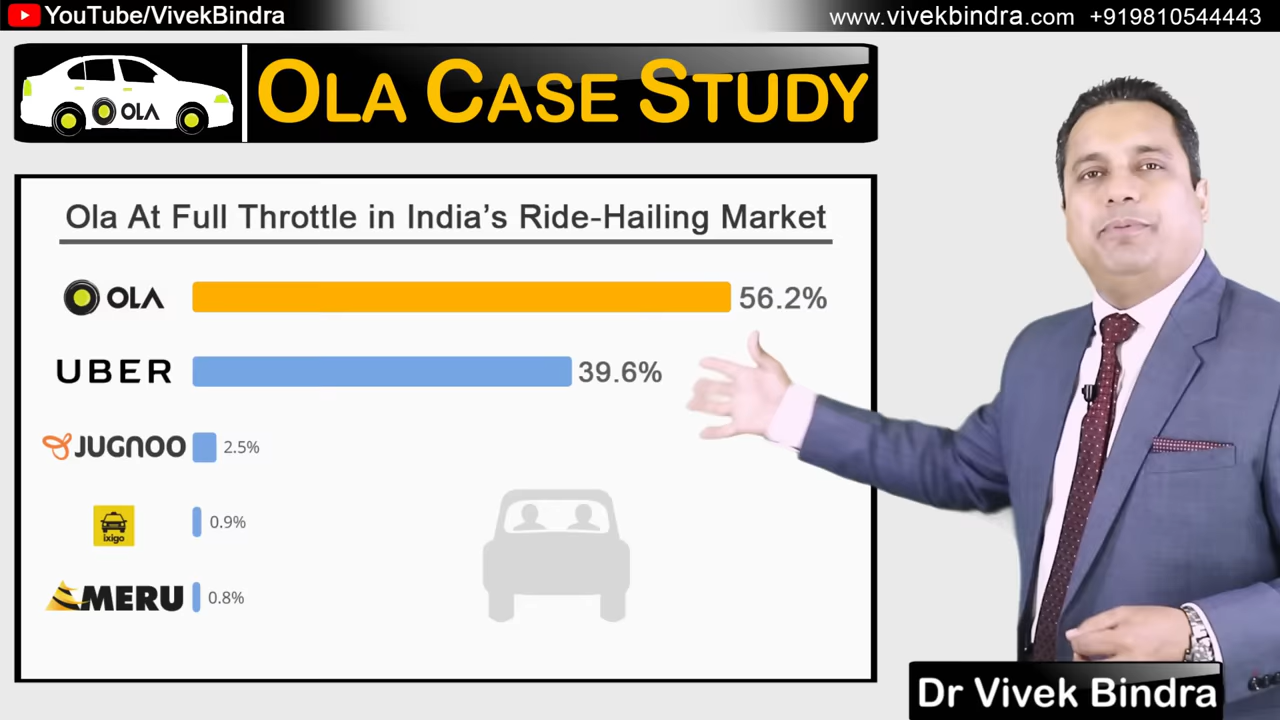 YouTube/VivekBindra
www.vivekbindra.com +919810544443
OLA
OLA CASE STUDY
Ola At Full Throttle in India's Ride-Hailing Market
OLA 56.2%
UBER 39.6%
JUGNOO 2.5%
ixigo 0.9%
MERU 0.8%
Dr Vivek Bindra